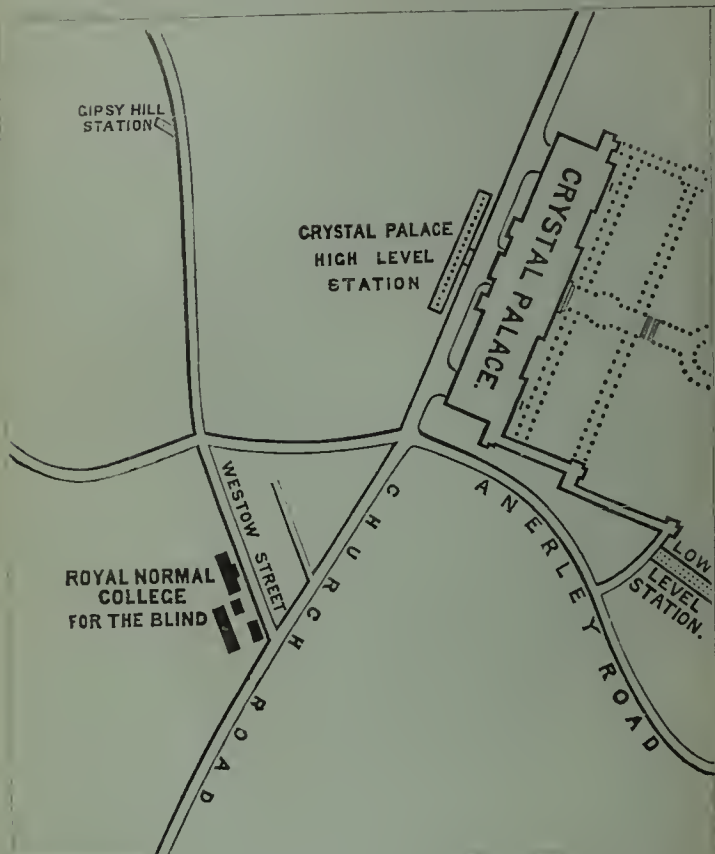 GIPSY HILL
STATION
CRYSTAL PALACE
HIGH LEVEL
STATION
CRYSTAL PALACE.
WESTOW STREET
CHURCH ROAD
ANERLEY ROAD
LOW
LEVEL
STATION.
ROYAL NORMAL
COLLEGE
FOR THE BLIND